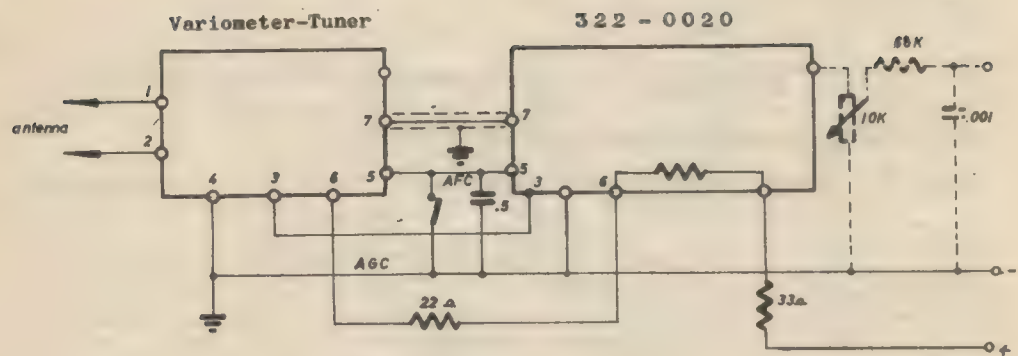 Variometer-Tuner
322-0020
68K
1
antenna
7
7
10K
.001
2
4
3
6
5
AFC
.5
5
3
6
AGC
-
22 Ω
33Ω
+